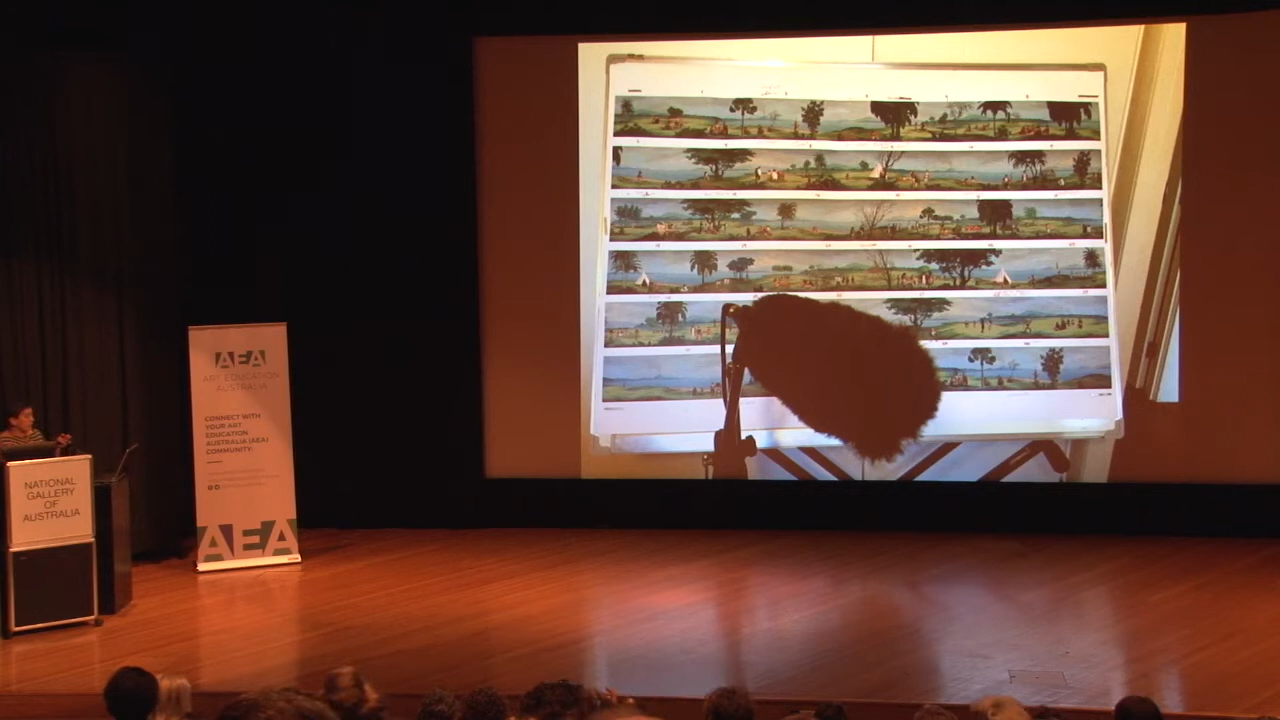 AEA
ART EDUCATION
AUSTRALIA
CONNECT WITH
YOUR ART
EDUCATION
AUSTRALIA (AEA)
COMMUNITY:
AEA
NATIONAL
GALLERY
OF
AUSTRALIA